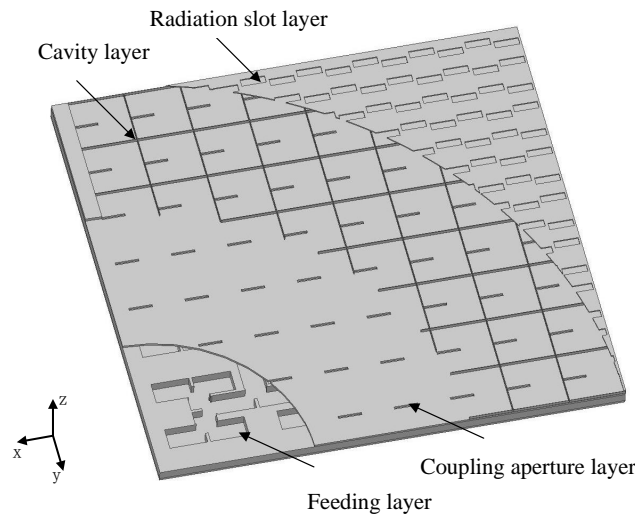 Radiation slot layer
Cavity layer
z
x
y
Coupling aperture layer
Feeding layer